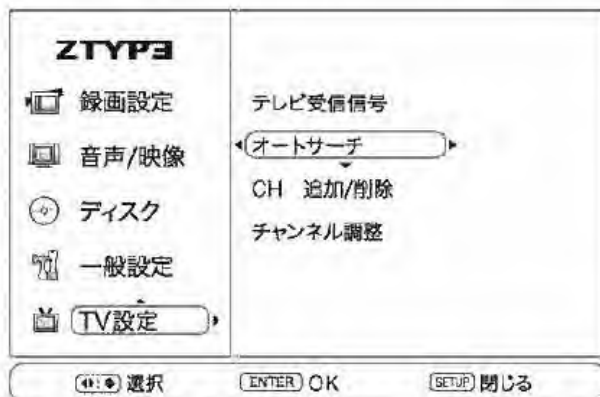 ZTYPE
録画設定
音声/映像
ディスク
一般設定
TV設定
テレビ受信信号
オートサーチ
CH 追加/削除
チャンネル調整
選択
ENTER OK
SETUP 閉じる